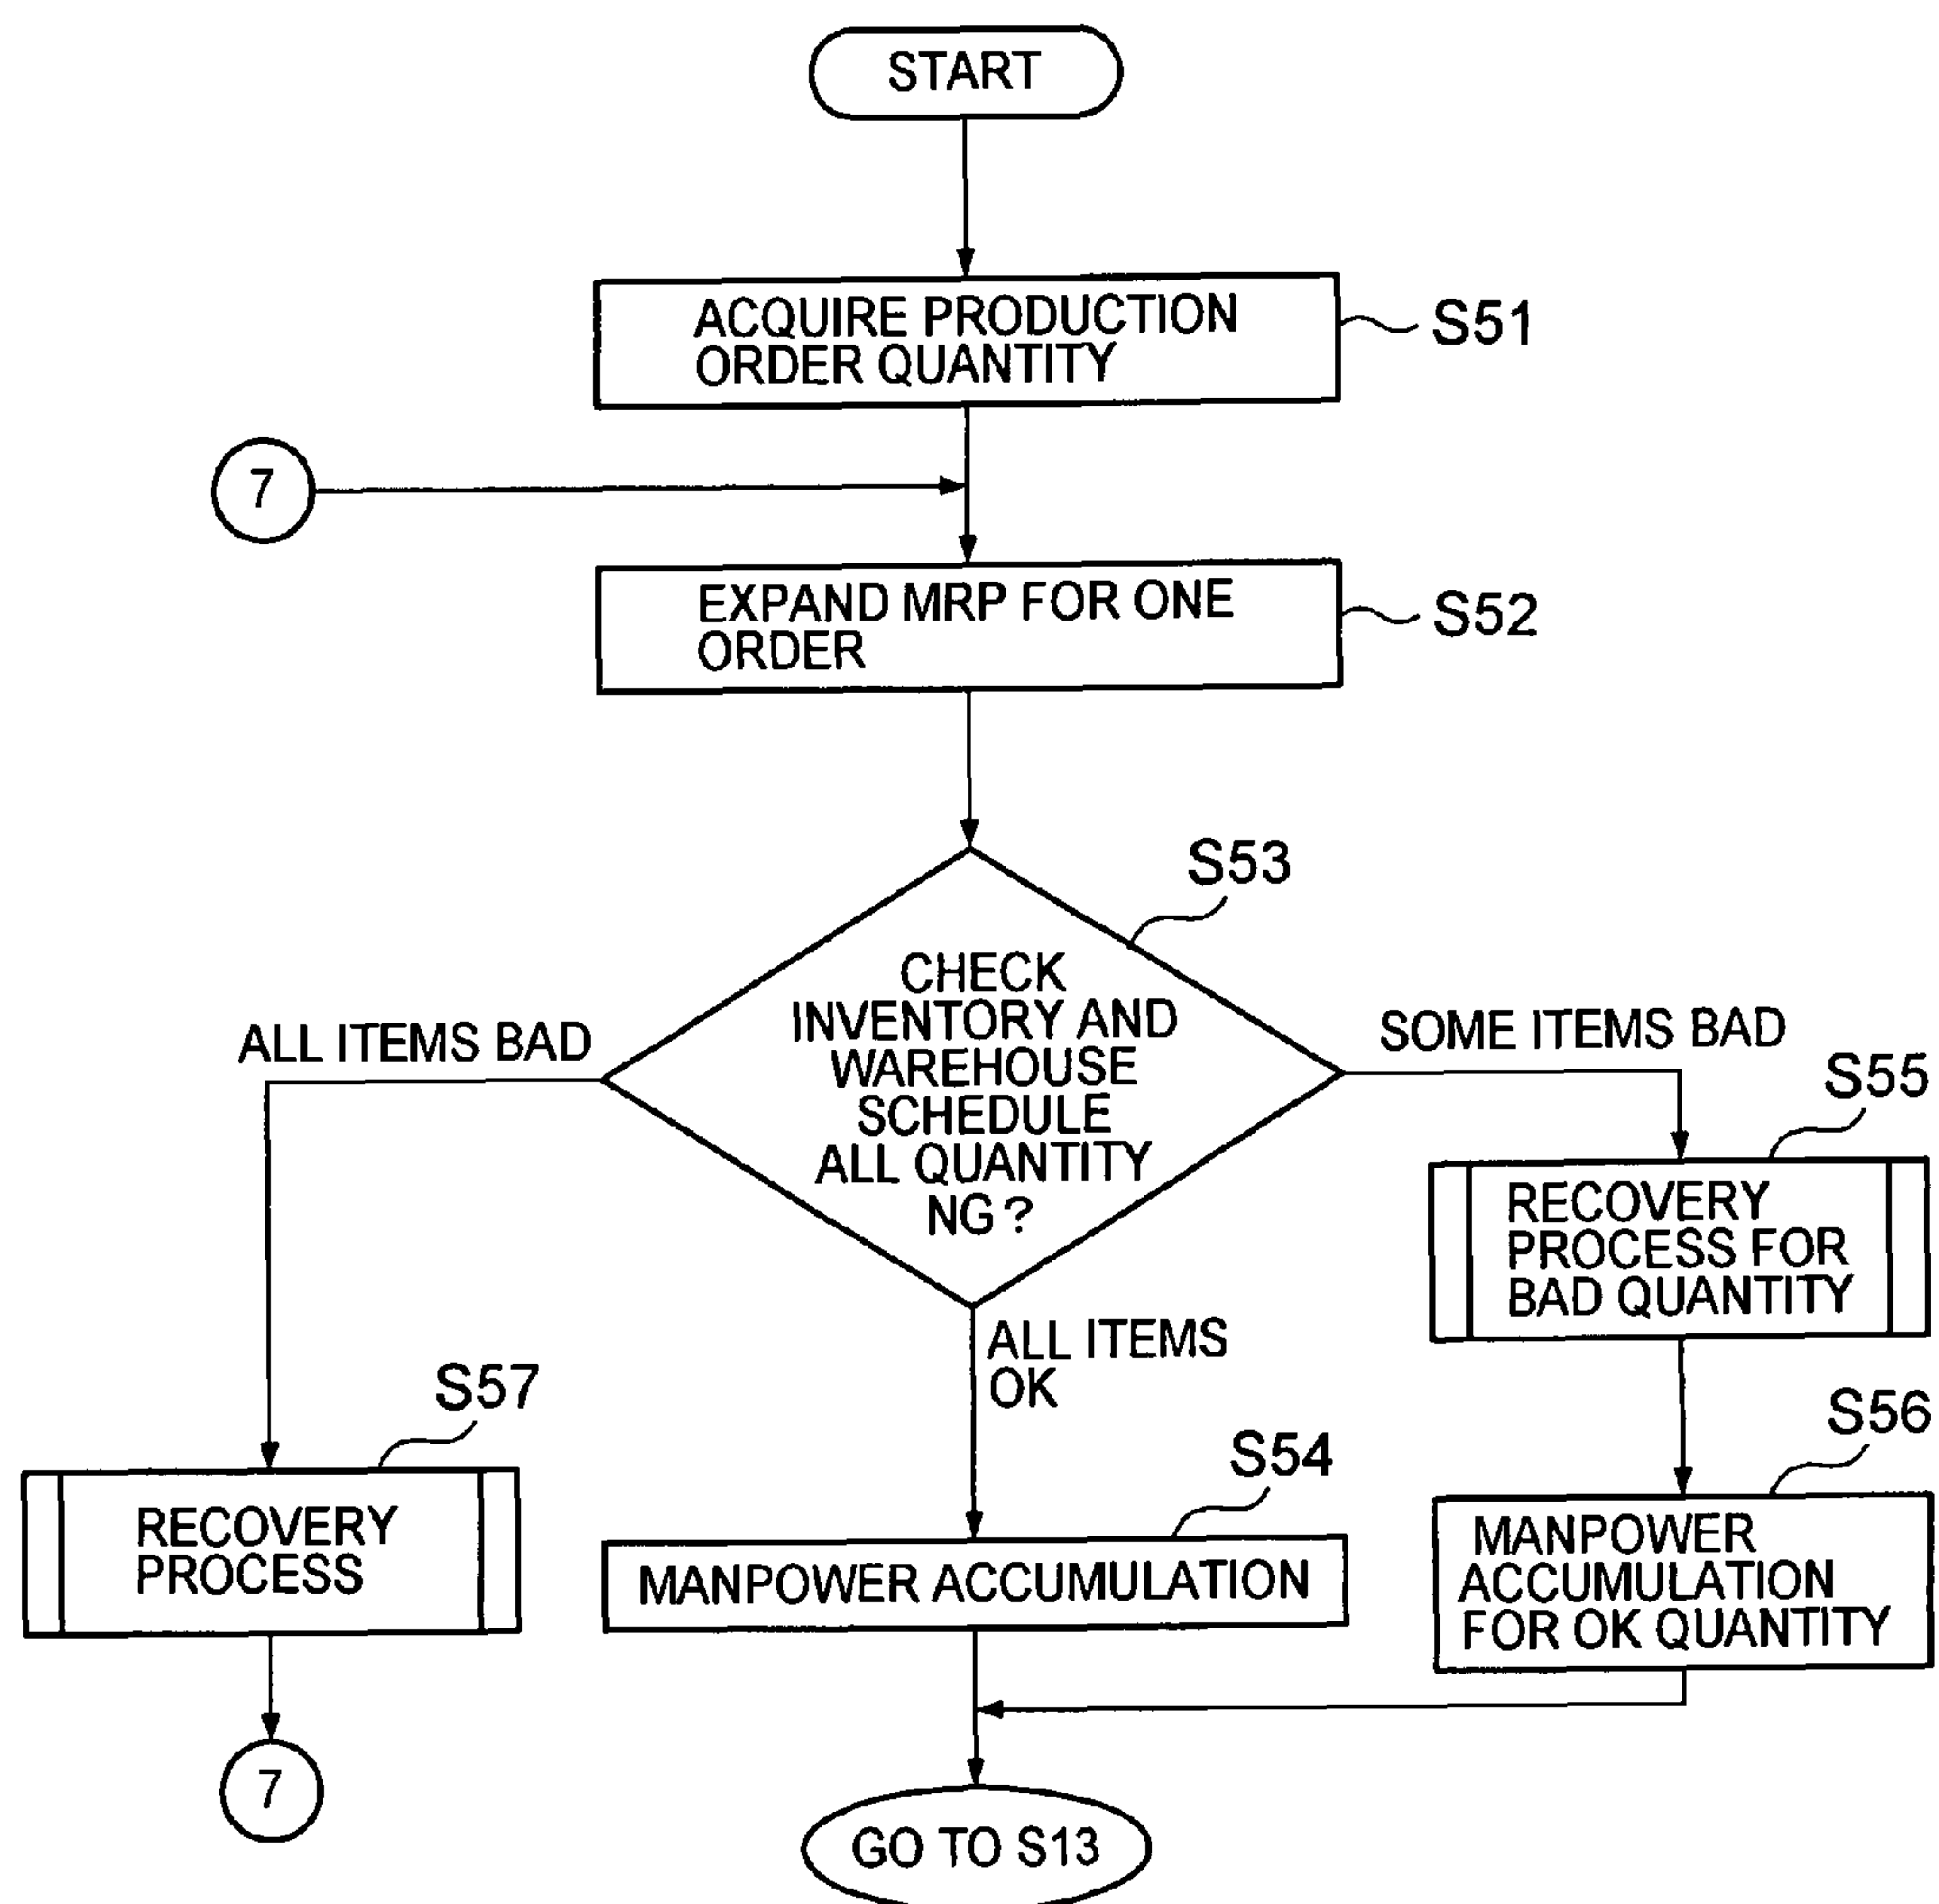 START
ACQUIRE PRODUCTION
ORDER QUANTITY
S51
7
EXPAND MRP FOR ONE
ORDER
S52
S53
CHECK
INVENTORY AND
WAREHOUSE
SCHEDULE
ALL QUANTITY
NG ?
ALL ITEMS BAD
SOME ITEMS BAD
S55
RECOVERY
PROCESS FOR
BAD QUANTITY
ALL ITEMS
OK
S57
RECOVERY
PROCESS
S54
MANPOWER ACCUMULATION
S56
MANPOWER
ACCUMULATION
FOR OK QUANTITY
7
GO TO S13